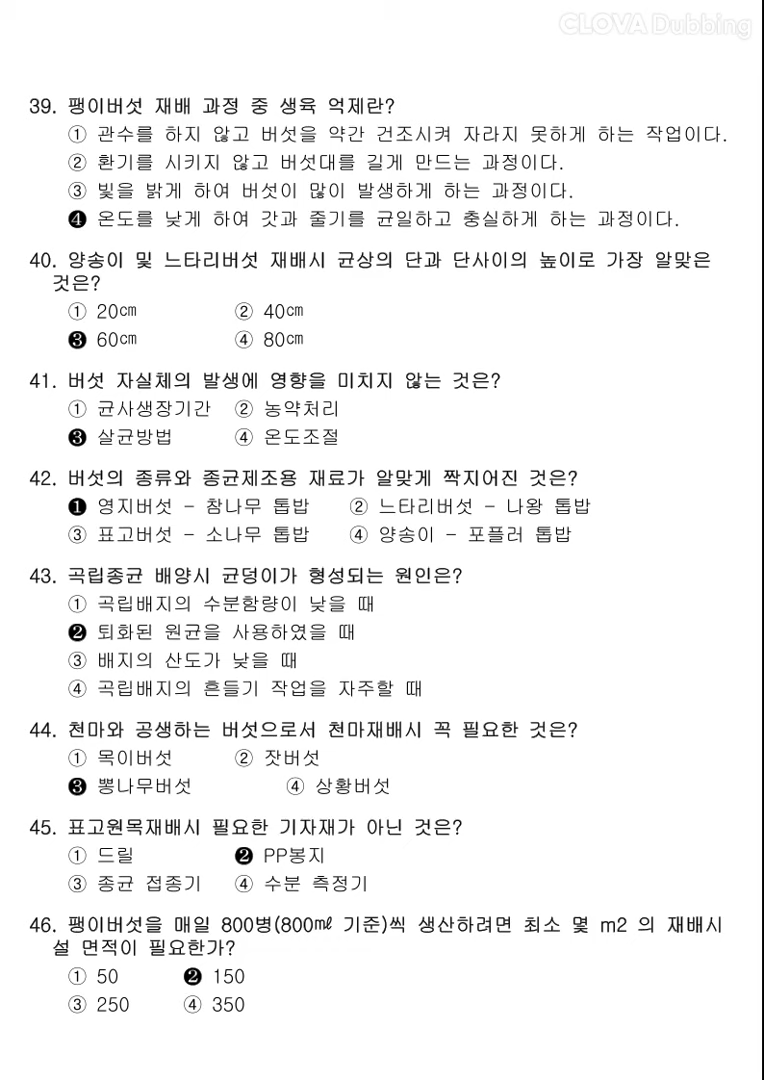 CLOVA Dubbing
39. 팽이버섯 재배 과정 중 생육 억제란?
① 관수를 하지 않고 버섯을 약간 건조시켜 자라지 못하게 하는 작업이다.
② 환기를 시키지 않고 버섯대를 길게 만드는 과정이다.
③ 빛을 밝게 하여 버섯이 많이 발생하게 하는 과정이다.
❹ 온도를 낮게 하여 갓과 줄기를 균일하고 충실하게 하는 과정이다.
40. 양송이 및 느타리버섯 재배시 균상의 단과 단사이의 높이로 가장 알맞은
것은?
① 20㎝ ② 40㎝
❸ 60㎝ ④ 80㎝
41. 버섯 자실체의 발생에 영향을 미치지 않는 것은?
① 균사생장기간 ② 농약처리
❸ 살균방법 ④ 온도조절
42. 버섯의 종류와 종균제조용 재료가 알맞게 짝지어진 것은?
❶ 영지버섯 - 참나무 톱밥 ② 느타리버섯 - 나왕 톱밥
③ 표고버섯 - 소나무 톱밥 ④ 양송이 - 포플러 톱밥
43. 곡립종균 배양시 균덩이가 형성되는 원인은?
① 곡립배지의 수분함량이 낮을 때
❷ 퇴화된 원균을 사용하였을 때
③ 배지의 산도가 낮을 때
④ 곡립배지의 흔들기 작업을 자주할 때
44. 천마와 공생하는 버섯으로서 천마재배시 꼭 필요한 것은?
① 목이버섯 ② 잣버섯
❸ 뽕나무버섯 ④ 상황버섯
45. 표고원목재배시 필요한 기자재가 아닌 것은?
① 드릴 ❷ PP봉지
③ 종균 접종기 ④ 수분 측정기
46. 팽이버섯을 매일 800병(800㎖ 기준)씩 생산하려면 최소 몇 m2 의 재배시
설 면적이 필요한가?
① 50 ❷ 150
③ 250 ④ 350